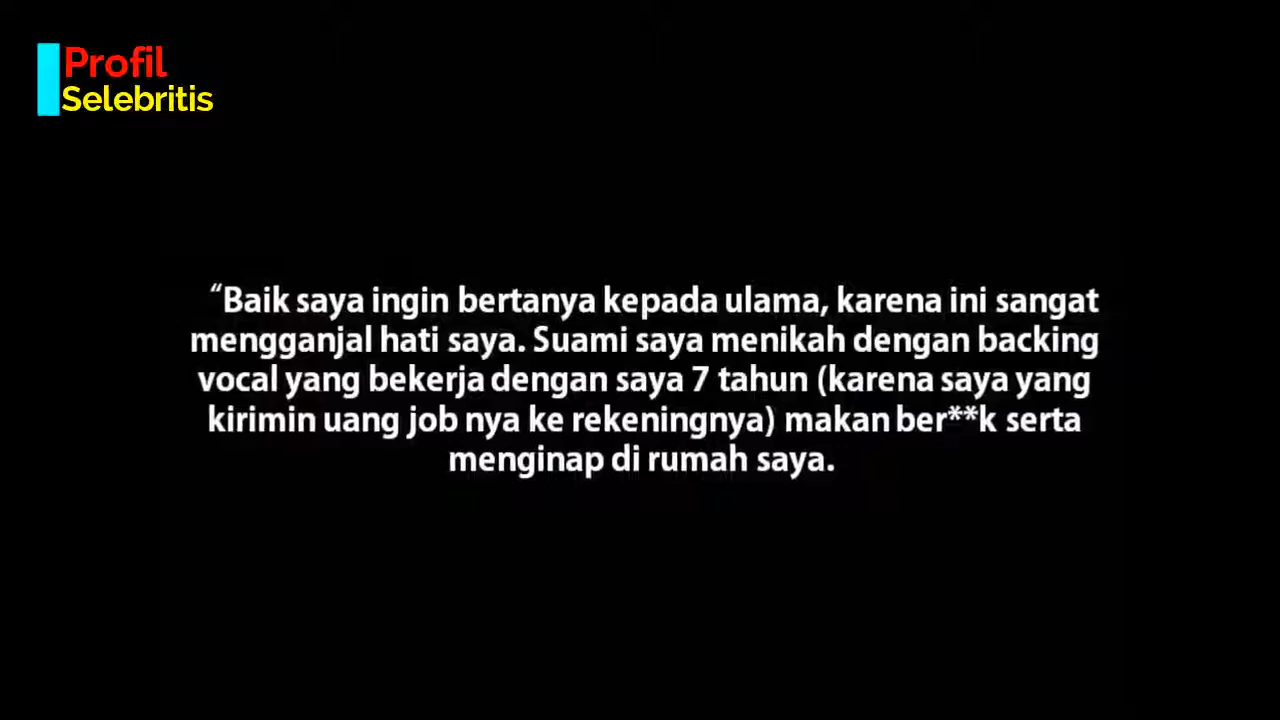 Profil
Selebritis
“Baik saya ingin bertanya kepada ulama, karena ini sangat
mengganjal hati saya. Suami saya menikah dengan backing
vocal yang bekerja dengan saya 7 tahun (karena saya yang
kirimin uang job nya ke rekeningnya) makan ber**k serta
menginap di rumah saya.